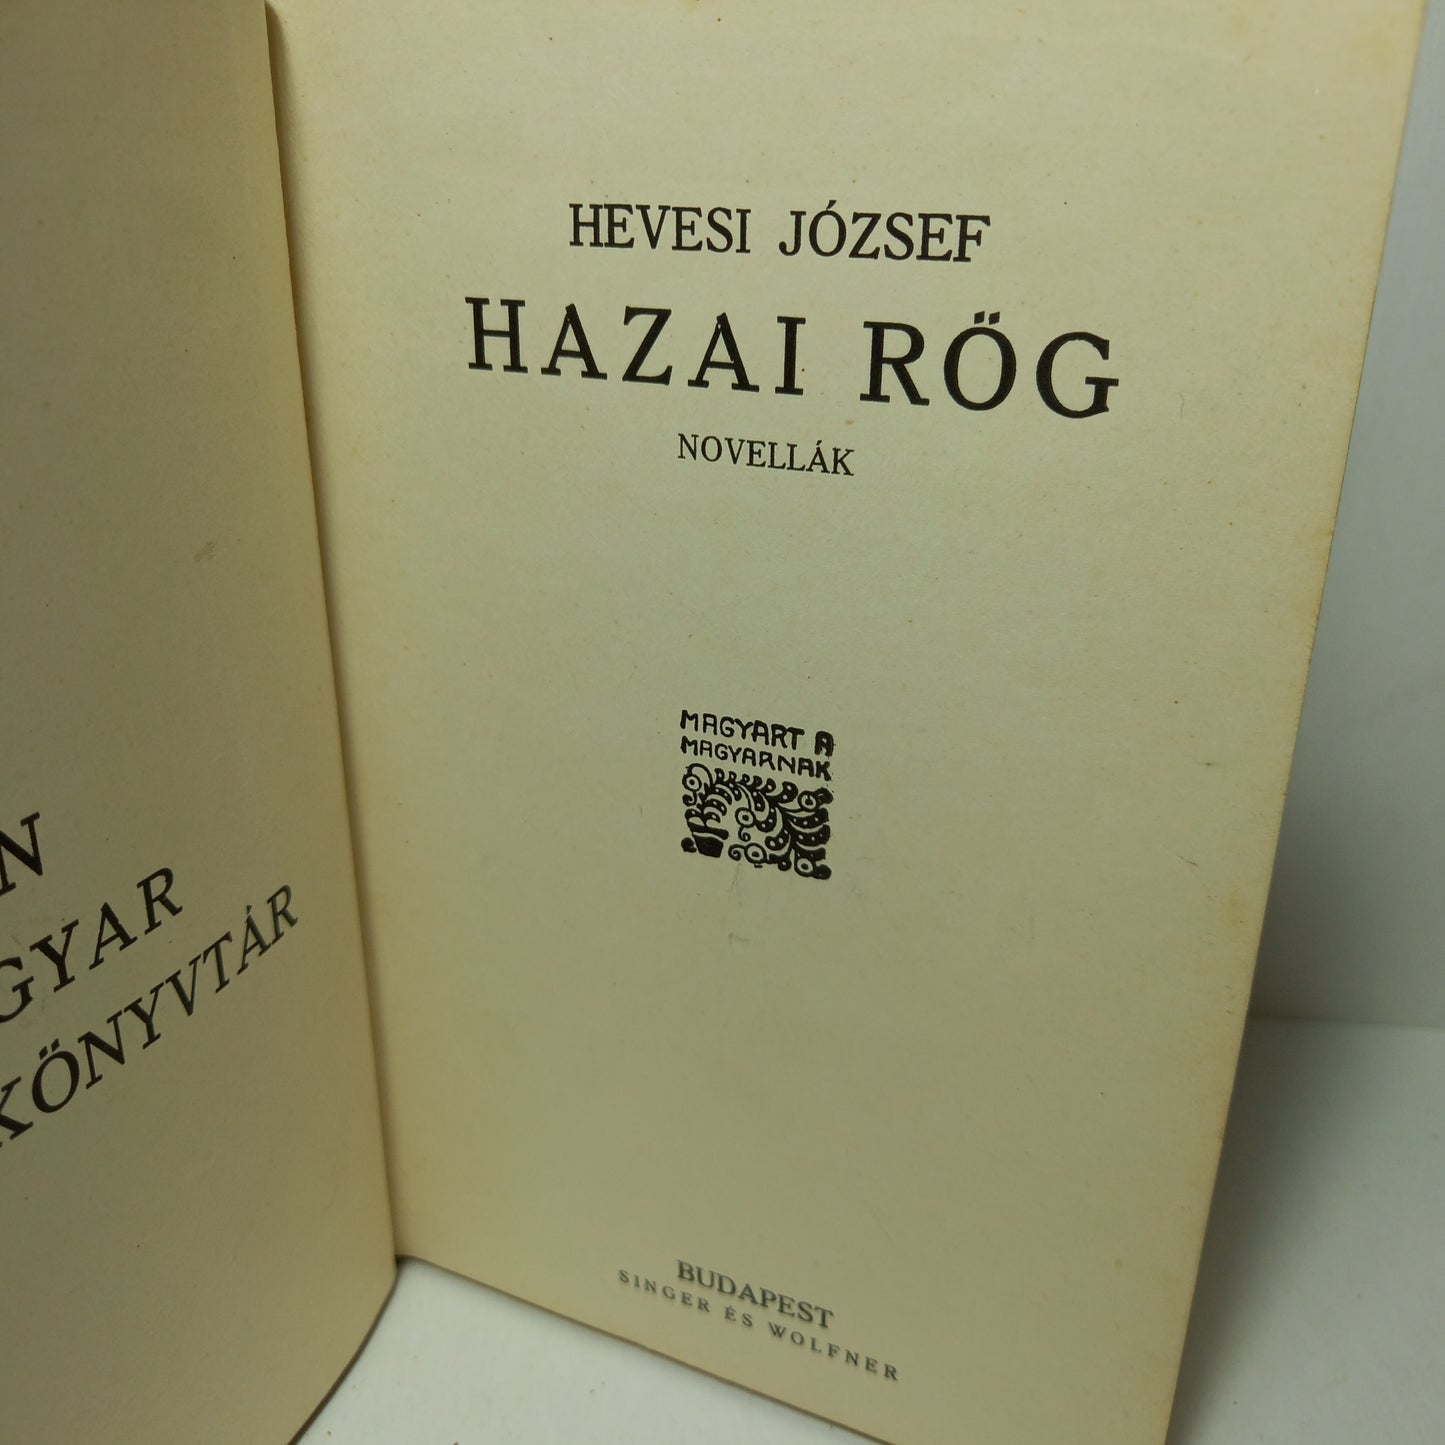 GYAR
KÖNYVTÁR
HEVESI JÓZSEF
HAZAI RÖG
NOVELLÁK
MAGYART A
MAGYARNAK
BUDAPEST
SINGER ÉS WOLFNER